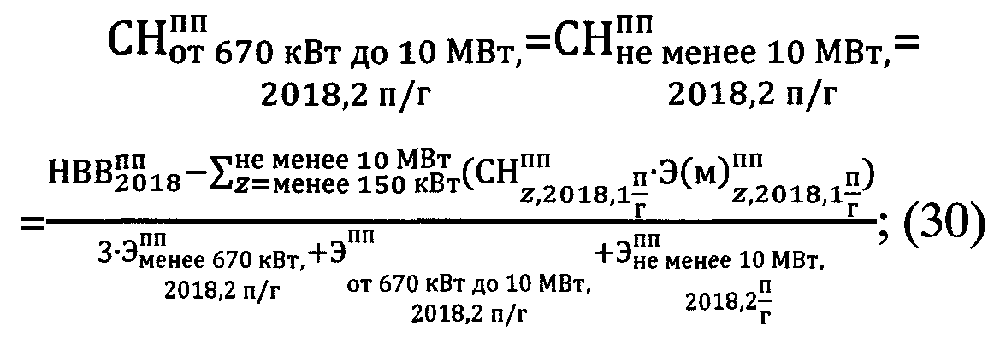 СН^пп_от 670 кВт до 10 МВт, 2018,2 п/г = СН^пп_не менее 10 МВт, 2018,2 п/г =
НВВ^пп_2018 − ∑^не менее 10 МВт_z=менее 150 кВт (СН^пп_z,2018,1 п/г · Э(м)^пп_z,2018,1 п/г)
= ; (30)
3·Э^пп_менее 670 кВт, 2018,2 п/г + Э^пп_от 670 кВт до 10 МВт, 2018,2 п/г + Э^пп_не менее 10 МВт, 2018,2 п/г